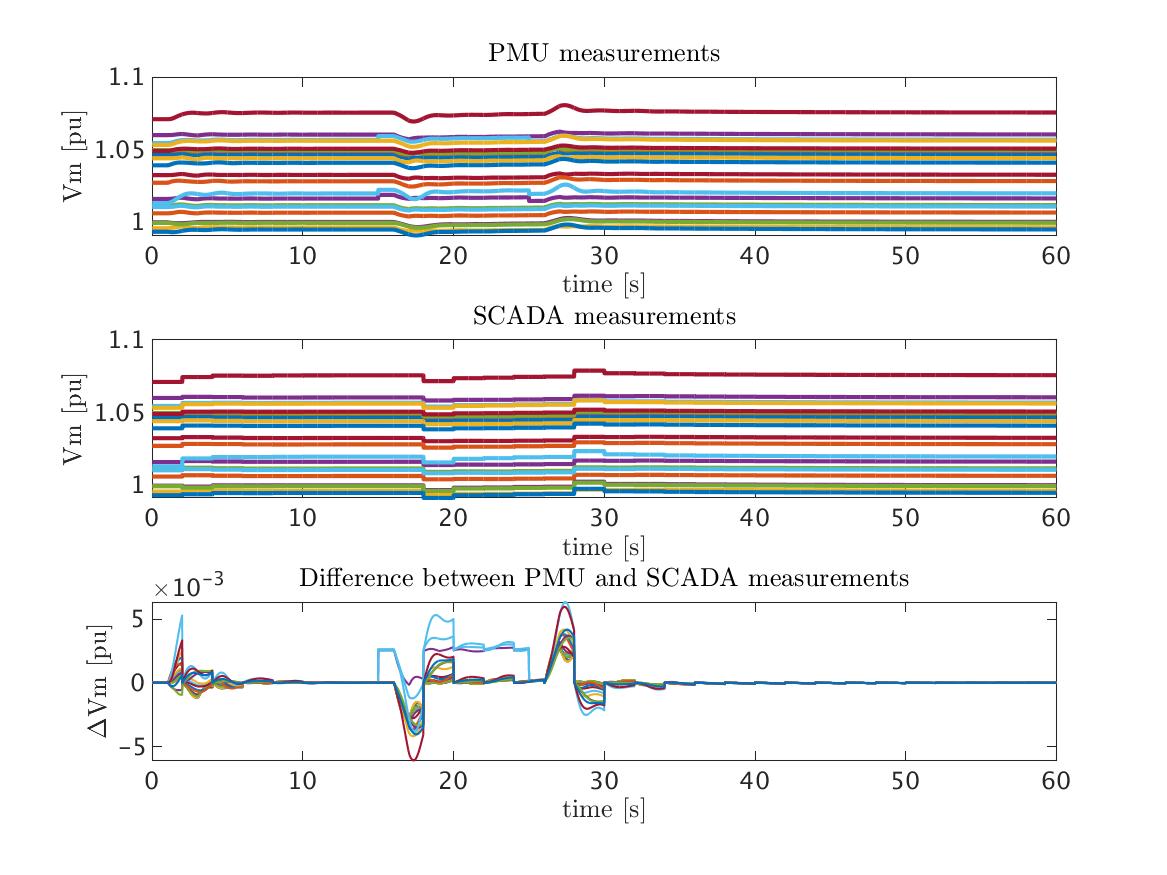 PMU measurements
1.1
1.05
1
Vm [pu]
0 10 20 30 40 50 60
time [s]
SCADA measurements
1.1
1.05
1
Vm [pu]
0 10 20 30 40 50 60
time [s]
×10⁻³ Difference between PMU and SCADA measurements
5
0
-5
ΔVm [pu]
0 10 20 30 40 50 60
time [s]